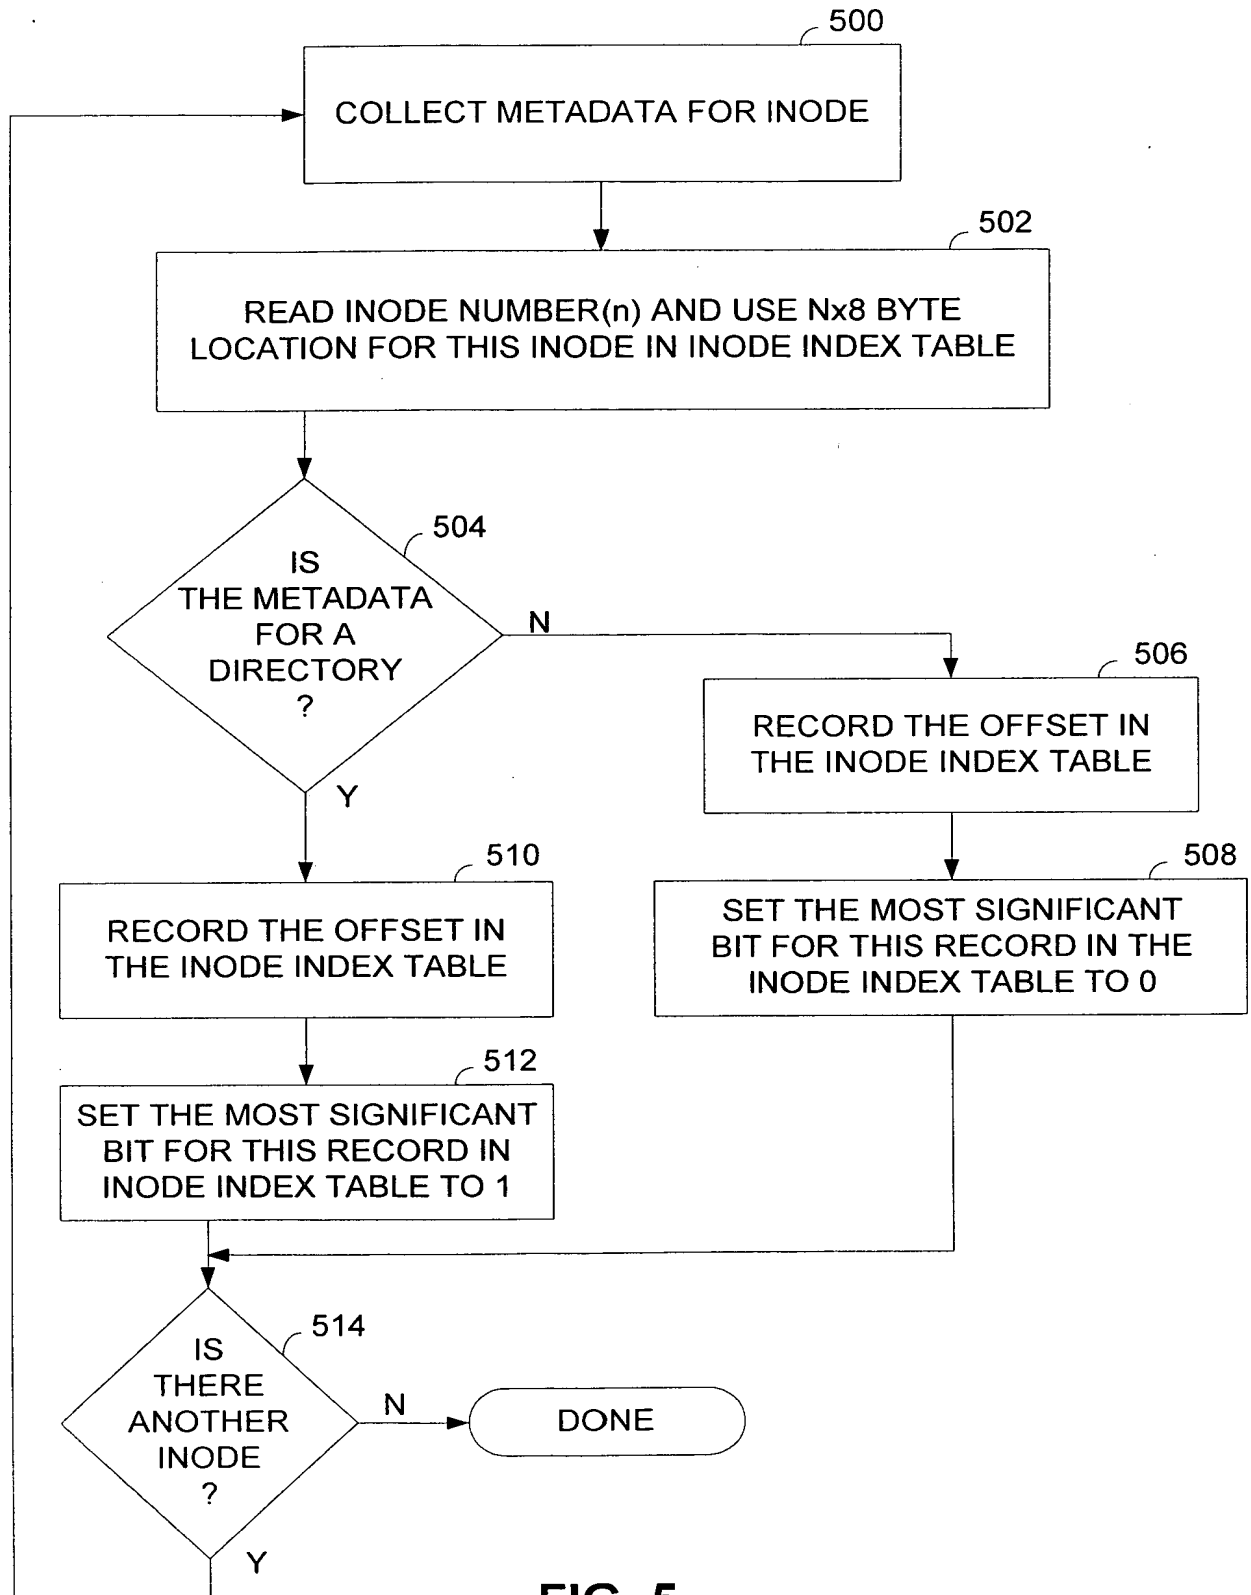 500
COLLECT METADATA FOR INODE
502
READ INODE NUMBER(n) AND USE Nx8 BYTE
LOCATION FOR THIS INODE IN INODE INDEX TABLE
504
IS
THE METADATA
FOR A
DIRECTORY
?
N
Y
506
RECORD THE OFFSET IN
THE INODE INDEX TABLE
508
SET THE MOST SIGNIFICANT
BIT FOR THIS RECORD IN THE
INODE INDEX TABLE TO 0
510
RECORD THE OFFSET IN
THE INODE INDEX TABLE
512
SET THE MOST SIGNIFICANT
BIT FOR THIS RECORD IN
INODE INDEX TABLE TO 1
514
IS
THERE
ANOTHER
INODE
?
N
DONE
Y
FIG. 5